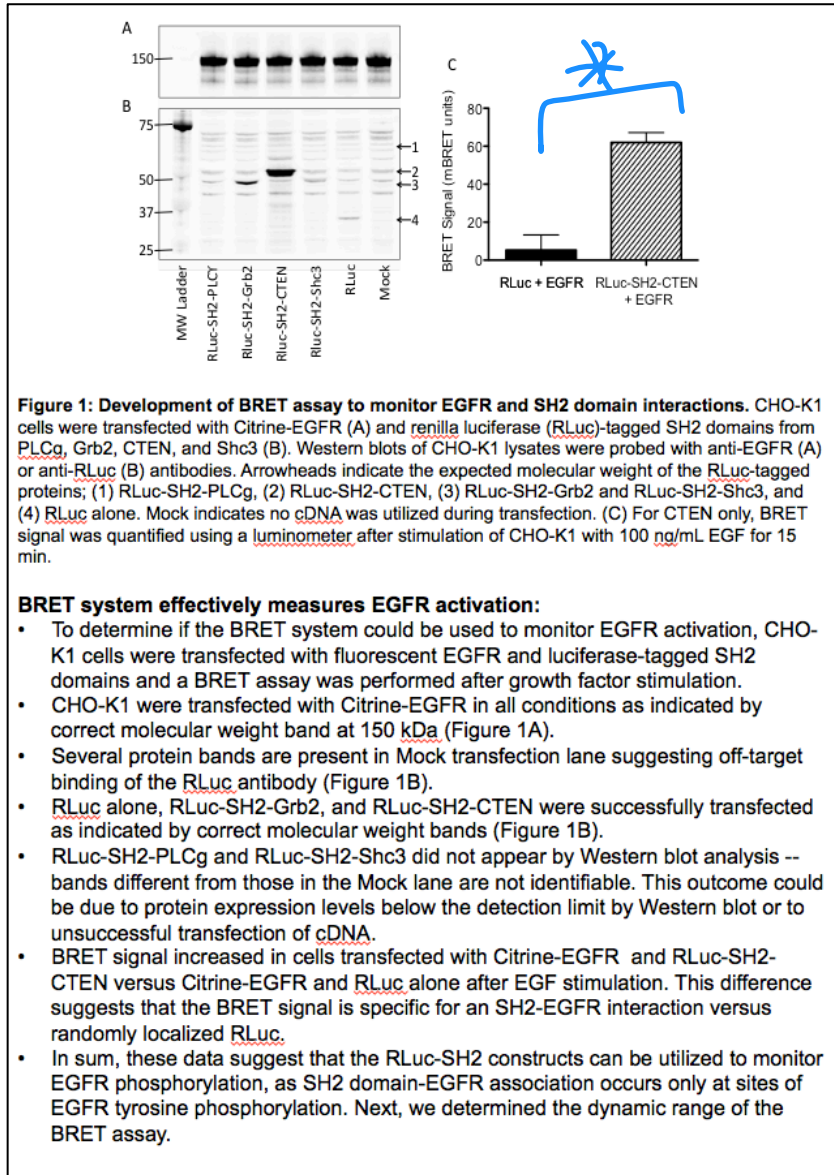 A
150
B
75
50
37
25
1
2
3
4
MW Ladder
RLuc-SH2-PLCY
Rluc-SH2-Grb2
Rluc-SH2-CTEN
Rluc-SH2-Shc3
RLuc
Mock
C
*
BRET Signal (mBRET units)
80
60
40
20
0
RLuc + EGFR
RLuc-SH2-CTEN
+ EGFR
Figure 1: Development of BRET assay to monitor EGFR and SH2 domain interactions. CHO-K1
cells were transfected with Citrine-EGFR (A) and renilla luciferase (RLuc)-tagged SH2 domains from
PLCg, Grb2, CTEN, and Shc3 (B). Western blots of CHO-K1 lysates were probed with anti-EGFR (A)
or anti-RLuc (B) antibodies. Arrowheads indicate the expected molecular weight of the RLuc-tagged
proteins; (1) RLuc-SH2-PLCg, (2) RLuc-SH2-CTEN, (3) RLuc-SH2-Grb2 and RLuc-SH2-Shc3, and
(4) RLuc alone. Mock indicates no cDNA was utilized during transfection. (C) For CTEN only, BRET
signal was quantified using a luminometer after stimulation of CHO-K1 with 100 ng/mL EGF for 15
min.
BRET system effectively measures EGFR activation:
• To determine if the BRET system could be used to monitor EGFR activation, CHO-
K1 cells were transfected with fluorescent EGFR and luciferase-tagged SH2
domains and a BRET assay was performed after growth factor stimulation.
• CHO-K1 were transfected with Citrine-EGFR in all conditions as indicated by
correct molecular weight band at 150 kDa (Figure 1A).
• Several protein bands are present in Mock transfection lane suggesting off-target
binding of the RLuc antibody (Figure 1B).
• RLuc alone, RLuc-SH2-Grb2, and RLuc-SH2-CTEN were successfully transfected
as indicated by correct molecular weight bands (Figure 1B).
• RLuc-SH2-PLCg and RLuc-SH2-Shc3 did not appear by Western blot analysis --
bands different from those in the Mock lane are not identifiable. This outcome could
be due to protein expression levels below the detection limit by Western blot or to
unsuccessful transfection of cDNA.
• BRET signal increased in cells transfected with Citrine-EGFR and RLuc-SH2-
CTEN versus Citrine-EGFR and RLuc alone after EGF stimulation. This difference
suggests that the BRET signal is specific for an SH2-EGFR interaction versus
randomly localized RLuc.
• In sum, these data suggest that the RLuc-SH2 constructs can be utilized to monitor
EGFR phosphorylation, as SH2 domain-EGFR association occurs only at sites of
EGFR tyrosine phosphorylation. Next, we determined the dynamic range of the
BRET assay.